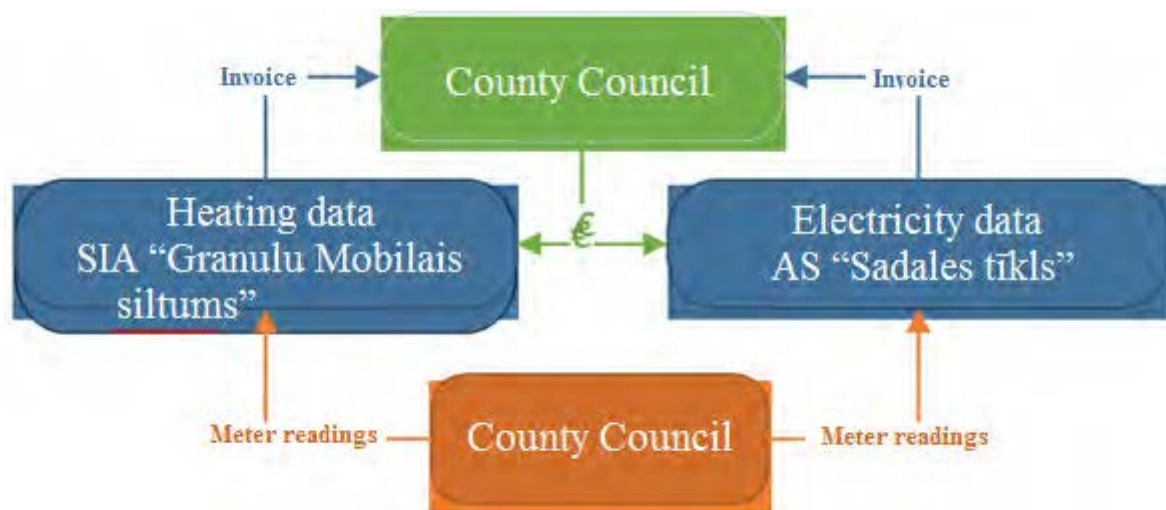 Invoice
County Council
Invoice
Heating data
SIA “Granulu Mobilais
siltums”
€
Electricity data
AS “Sadales tīkls”
Meter readings
County Council
Meter readings